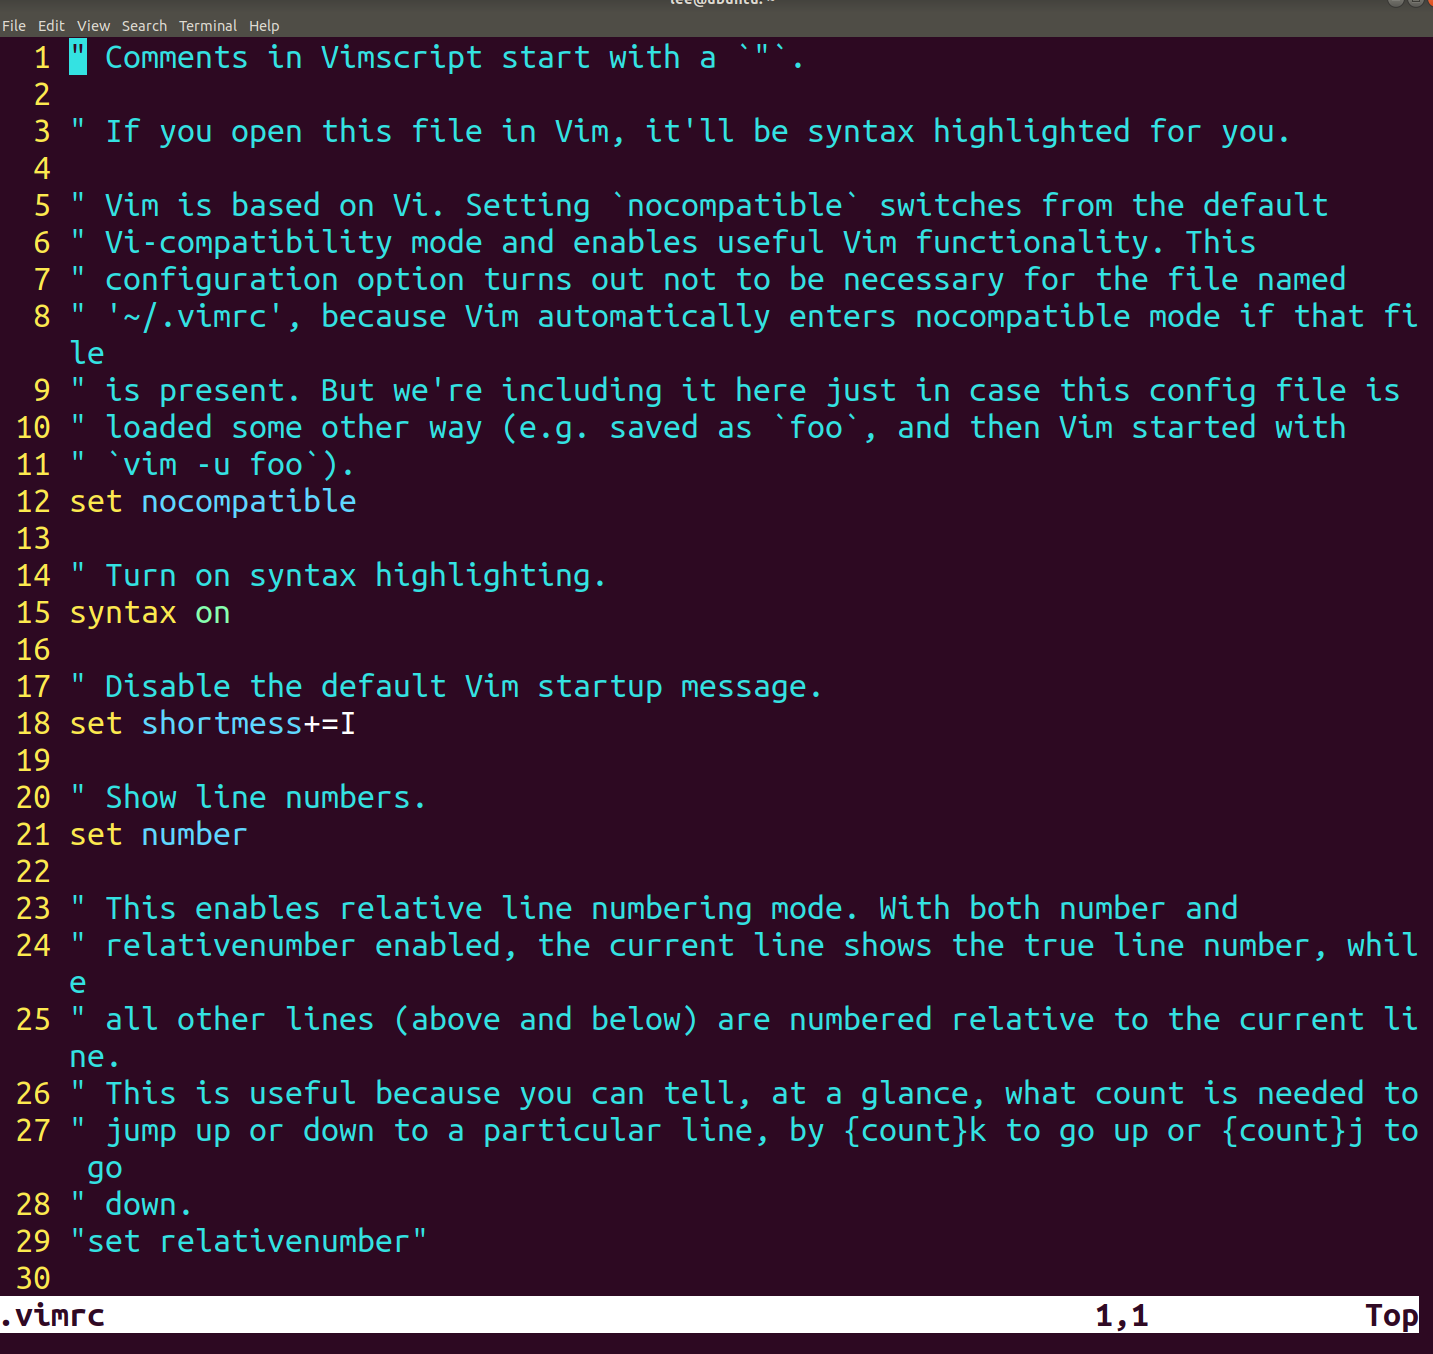 lee@ubuntu: ~
File Edit View Search Terminal Help
1 " Comments in Vimscript start with a `"`.
2
3 " If you open this file in Vim, it'll be syntax highlighted for you.
4
5 " Vim is based on Vi. Setting `nocompatible` switches from the default
6 " Vi-compatibility mode and enables useful Vim functionality. This
7 " configuration option turns out not to be necessary for the file named
8 " '~/.vimrc', because Vim automatically enters nocompatible mode if that fi
le
9 " is present. But we're including it here just in case this config file is
10 " loaded some other way (e.g. saved as `foo`, and then Vim started with
11 " `vim -u foo`).
12 set nocompatible
13
14 " Turn on syntax highlighting.
15 syntax on
16
17 " Disable the default Vim startup message.
18 set shortmess+=I
19
20 " Show line numbers.
21 set number
22
23 " This enables relative line numbering mode. With both number and
24 " relativenumber enabled, the current line shows the true line number, whil
e
25 " all other lines (above and below) are numbered relative to the current li
ne.
26 " This is useful because you can tell, at a glance, what count is needed to
27 " jump up or down to a particular line, by {count}k to go up or {count}j to
go
28 " down.
29 "set relativenumber"
30
.vimrc 1,1 Top